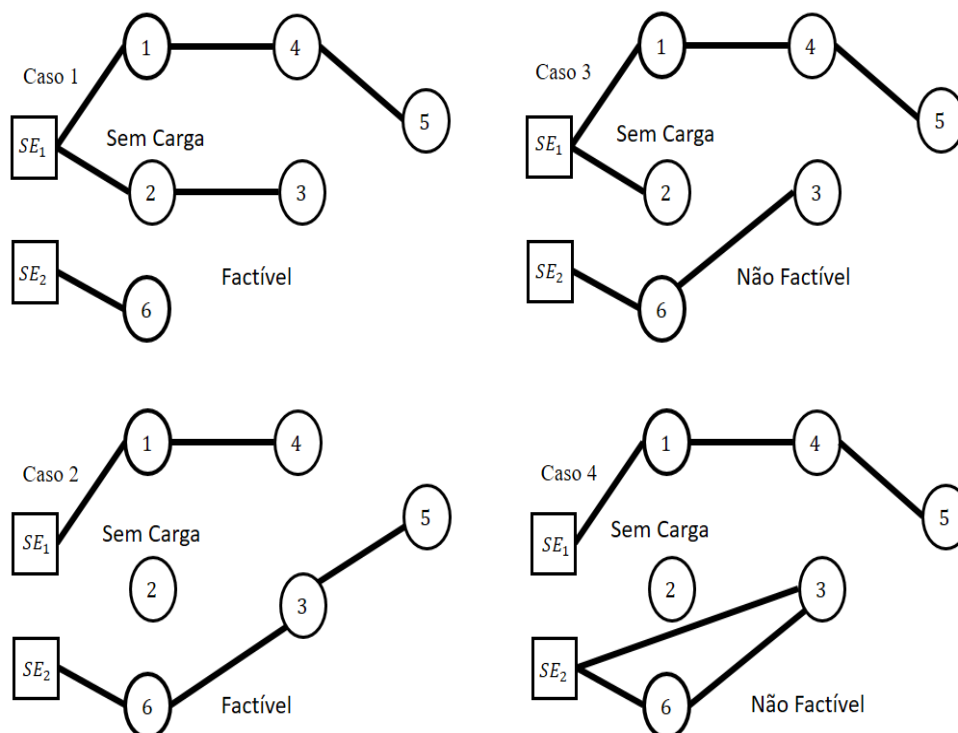 1
4
Caso 1
5
SE₁
Sem Carga
2
3
SE₂
Factível
6
1
4
Caso 3
5
SE₁
Sem Carga
2
3
SE₂
Não Factível
6
1
4
Caso 2
5
SE₁
Sem Carga
2
3
SE₂
6
Factível
1
4
Caso 4
5
SE₁
Sem Carga
2
3
SE₂
6
Não Factível